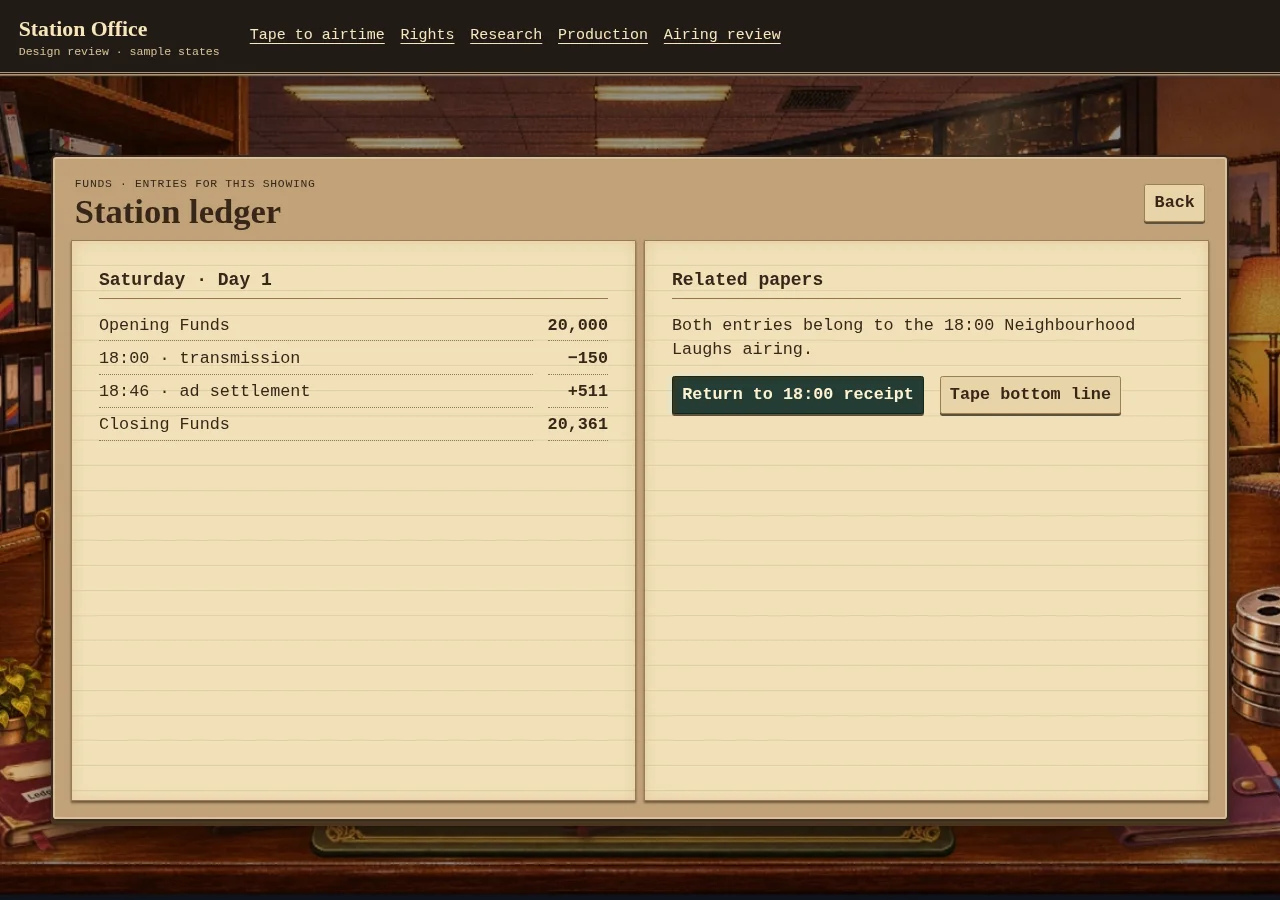 Station Office
Design review · sample states
Tape to airtime Rights Research Production Airing review
FUNDS · ENTRIES FOR THIS SHOWING
Station ledger
Back
Saturday · Day 1
Opening Funds 20,000
18:00 · transmission −150
18:46 · ad settlement +511
Closing Funds 20,361
Related papers
Both entries belong to the 18:00 Neighbourhood
Laughs airing.
Return to 18:00 receipt Tape bottom line